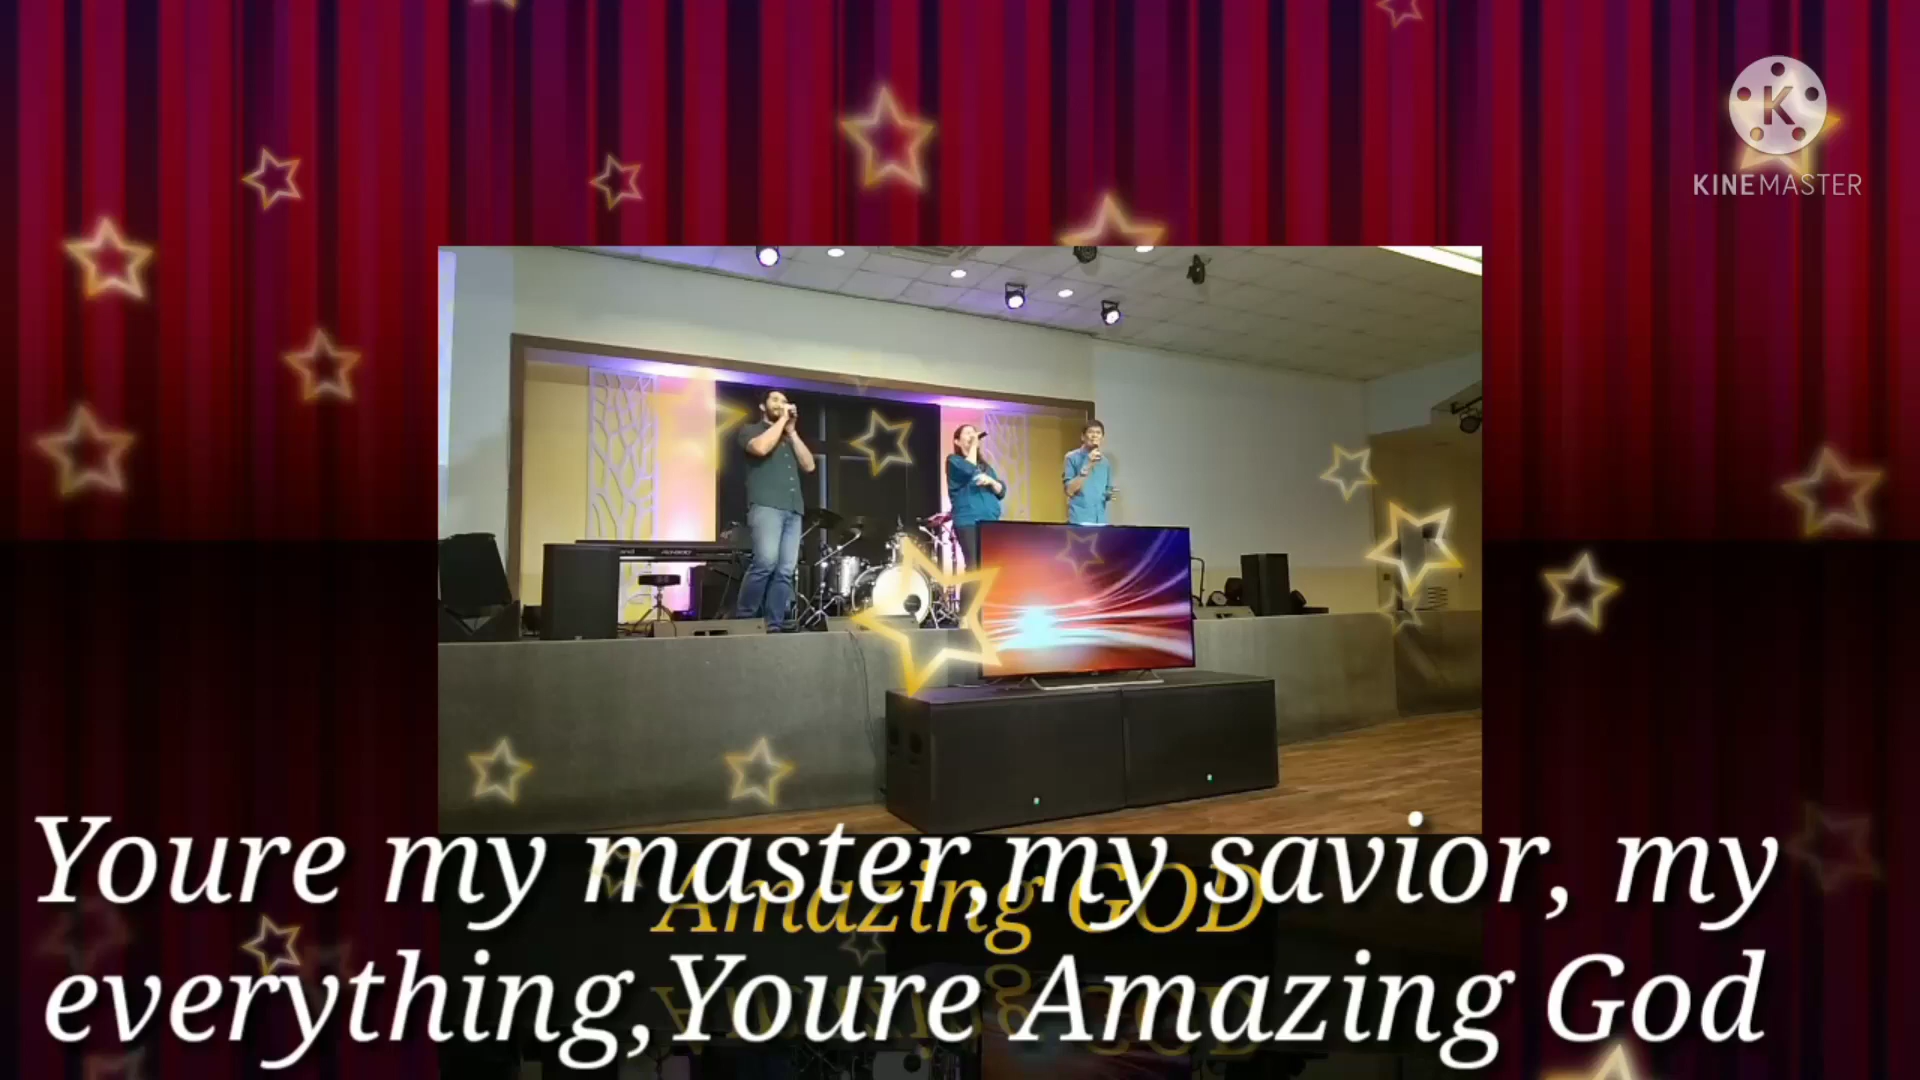 K
KINEMASTER
Youre my master,my savior, my
Amazing GOD
everything,Youre Amazing God